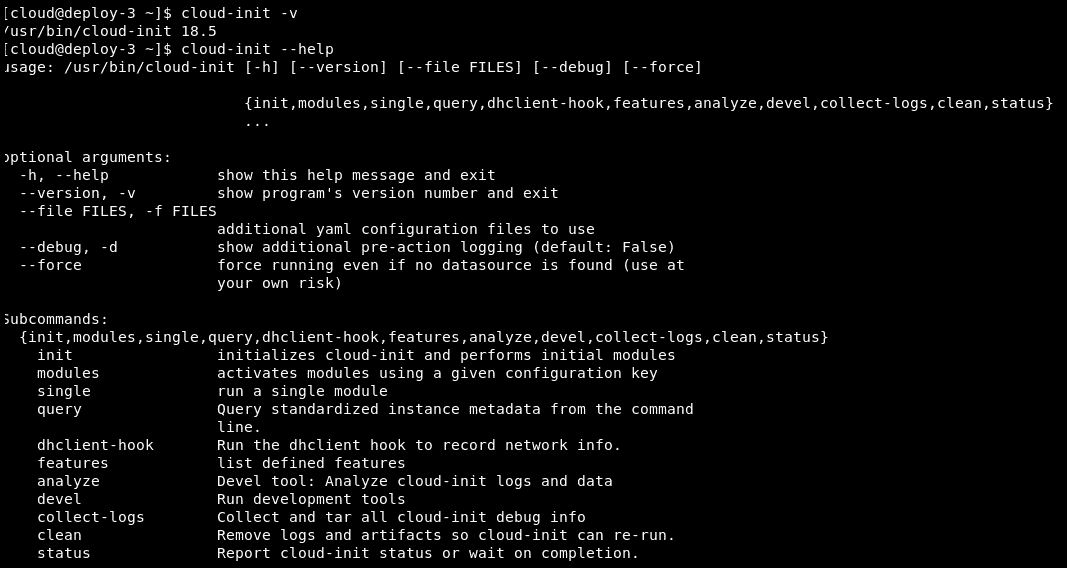 [cloud@deploy-3 ~]$ cloud-init -v
/usr/bin/cloud-init 18.5
[cloud@deploy-3 ~]$ cloud-init --help
usage: /usr/bin/cloud-init [-h] [--version] [--file FILES] [--debug] [--force]
{init,modules,single,query,dhclient-hook,features,analyze,devel,collect-logs,clean,status}
...
optional arguments:
-h, --help show this help message and exit
--version, -v show program's version number and exit
--file FILES, -f FILES
additional yaml configuration files to use
--debug, -d show additional pre-action logging (default: False)
--force force running even if no datasource is found (use at
your own risk)
Subcommands:
{init,modules,single,query,dhclient-hook,features,analyze,devel,collect-logs,clean,status}
init initializes cloud-init and performs initial modules
modules activates modules using a given configuration key
single run a single module
query Query standardized instance metadata from the command
line.
dhclient-hook Run the dhclient hook to record network info.
features list defined features
analyze Devel tool: Analyze cloud-init logs and data
devel Run development tools
collect-logs Collect and tar all cloud-init debug info
clean Remove logs and artifacts so cloud-init can re-run.
status Report cloud-init status or wait on completion.